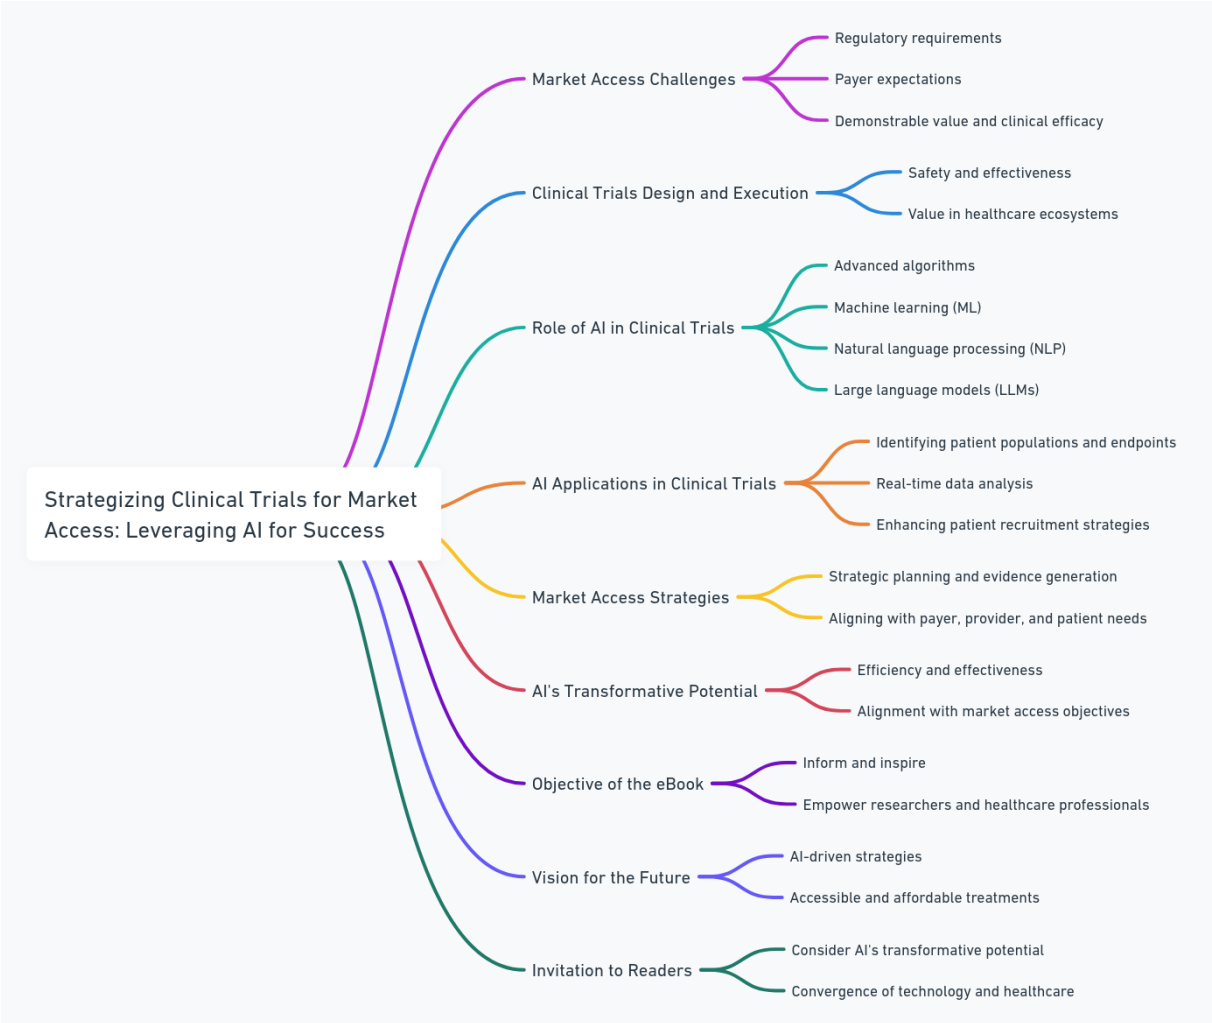 Strategizing Clinical Trials for Market
Access: Leveraging AI for Success
Market Access Challenges
Regulatory requirements
Payer expectations
Demonstrable value and clinical efficacy
Clinical Trials Design and Execution
Safety and effectiveness
Value in healthcare ecosystems
Role of AI in Clinical Trials
Advanced algorithms
Machine learning (ML)
Natural language processing (NLP)
Large language models (LLMs)
AI Applications in Clinical Trials
Identifying patient populations and endpoints
Real-time data analysis
Enhancing patient recruitment strategies
Market Access Strategies
Strategic planning and evidence generation
Aligning with payer, provider, and patient needs
AI's Transformative Potential
Efficiency and effectiveness
Alignment with market access objectives
Objective of the eBook
Inform and inspire
Empower researchers and healthcare professionals
Vision for the Future
AI-driven strategies
Accessible and affordable treatments
Invitation to Readers
Consider AI's transformative potential
Convergence of technology and healthcare